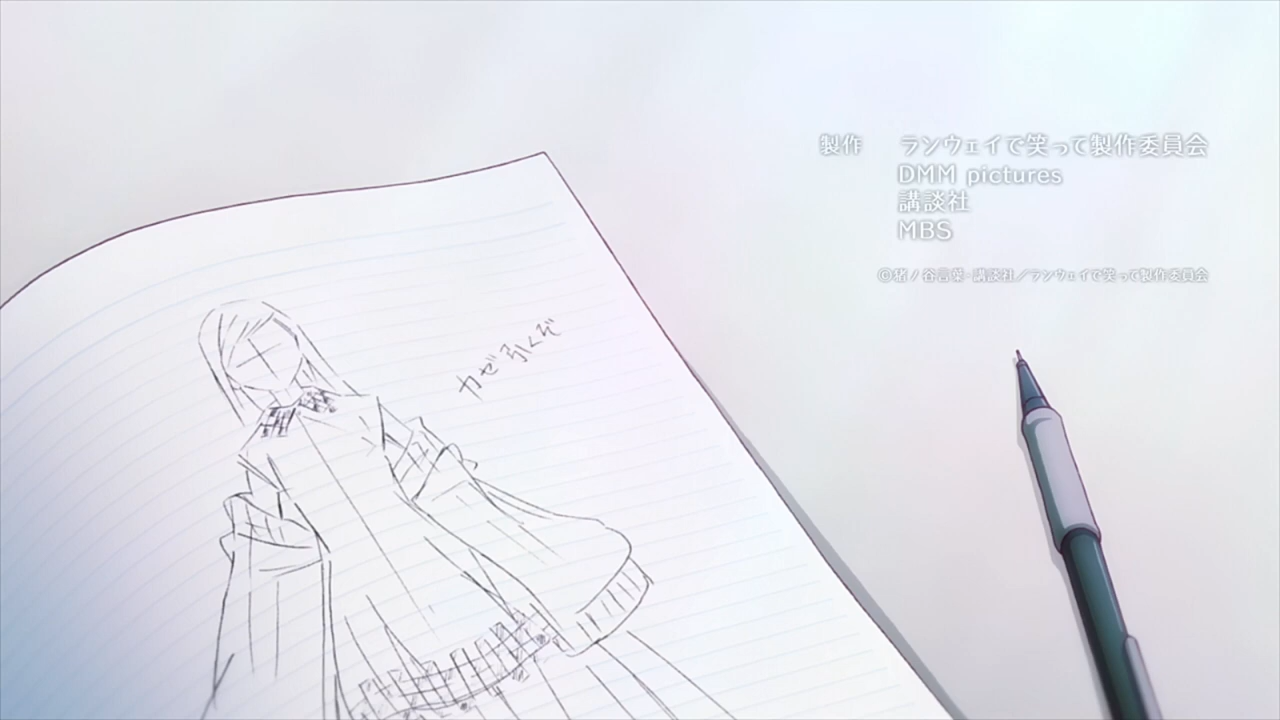 製作 ランウェイで笑って製作委員会
DMM pictures
講談社
MBS
©猪ノ谷言葉・講談社／ランウェイで笑って製作委員会
カゼ引くぞ